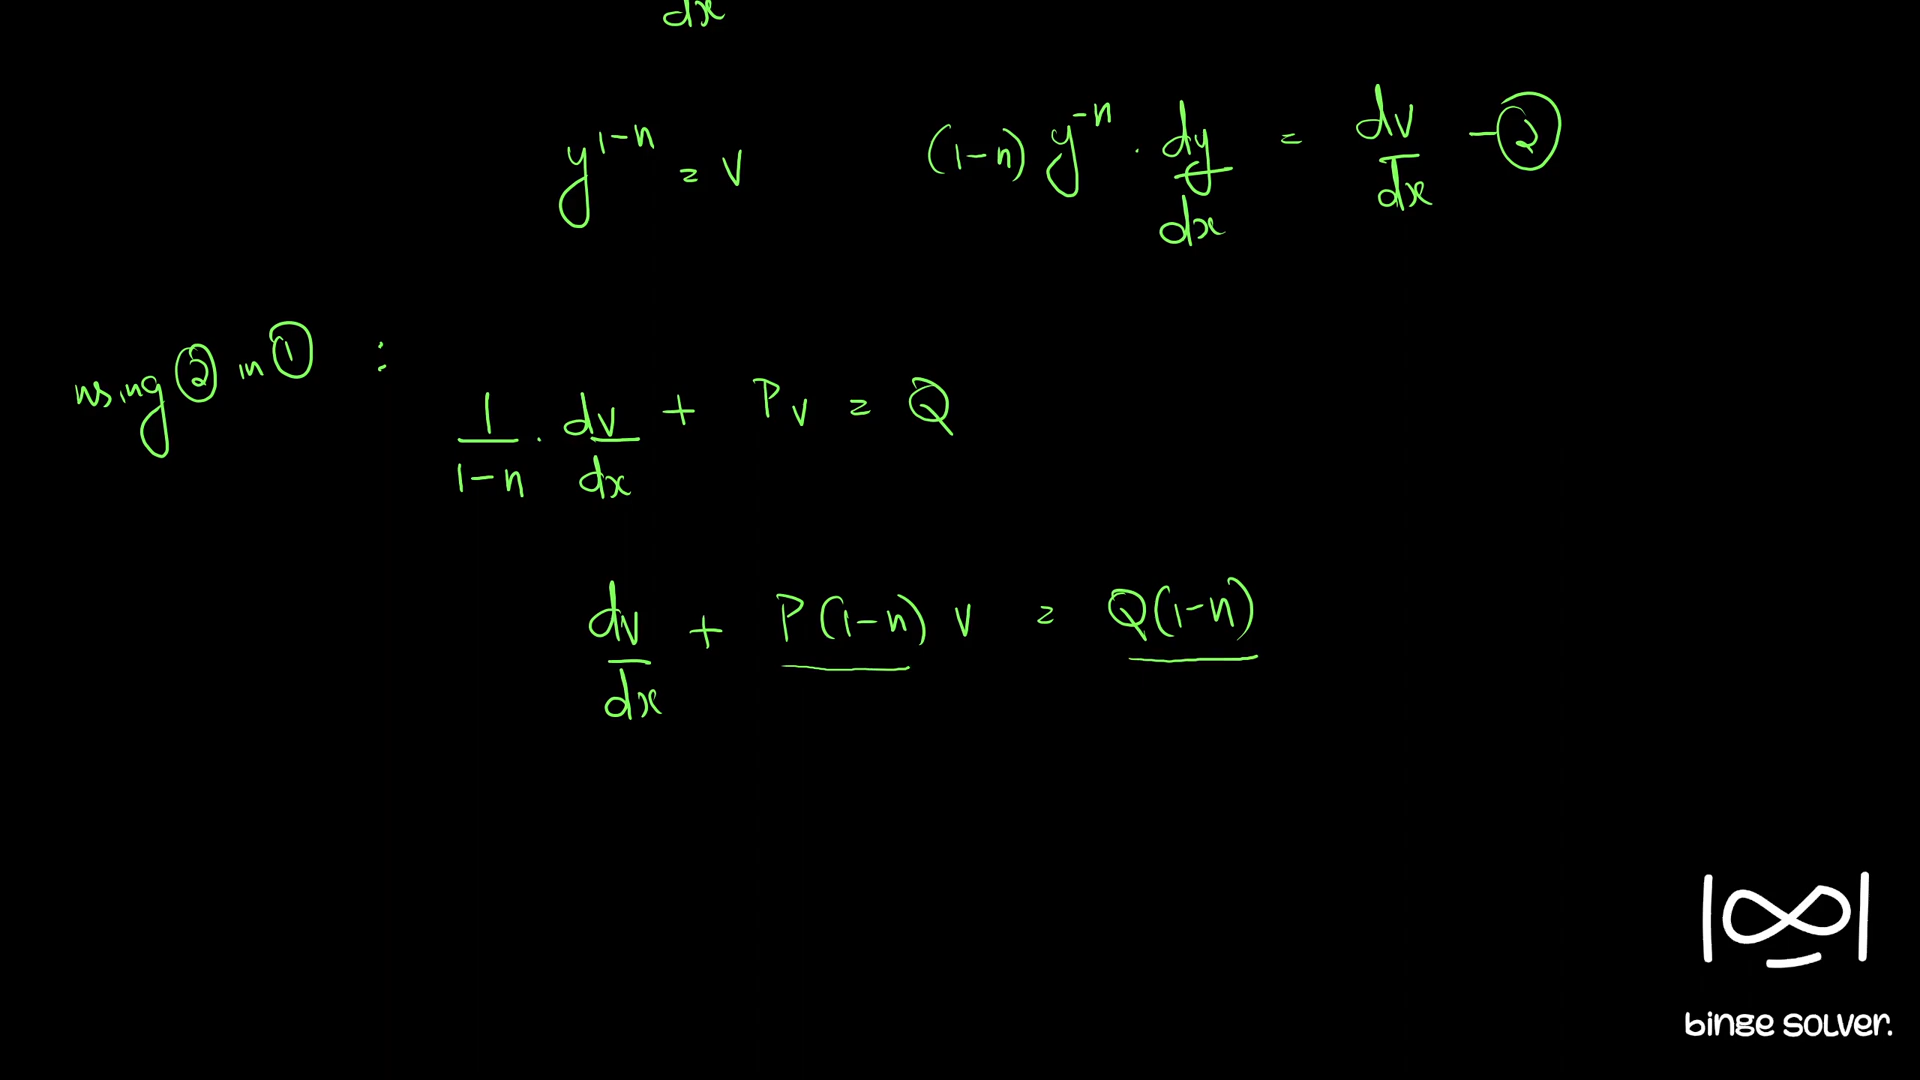 dx
y^{1-n} = v (1-n) y^{-n} · dy/dx = dv/dx - ②
using ② in ① :
1/(1-n) · dv/dx + Pv = Q
dv/dx + P(1-n) v = Q(1-n)
binge solver.